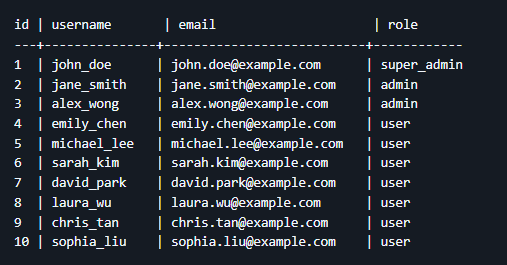 id | username      | email                   | role
---+---------------+-------------------------+------------
1  | john_doe      | john.doe@example.com    | super_admin
2  | jane_smith    | jane.smith@example.com  | admin
3  | alex_wong     | alex.wong@example.com   | admin
4  | emily_chen    | emily.chen@example.com  | user
5  | michael_lee   | michael.lee@example.com | user
6  | sarah_kim     | sarah.kim@example.com   | user
7  | david_park    | david.park@example.com  | user
8  | laura_wu      | laura.wu@example.com    | user
9  | chris_tan     | chris.tan@example.com   | user
10 | sophia_liu    | sophia.liu@example.com  | user